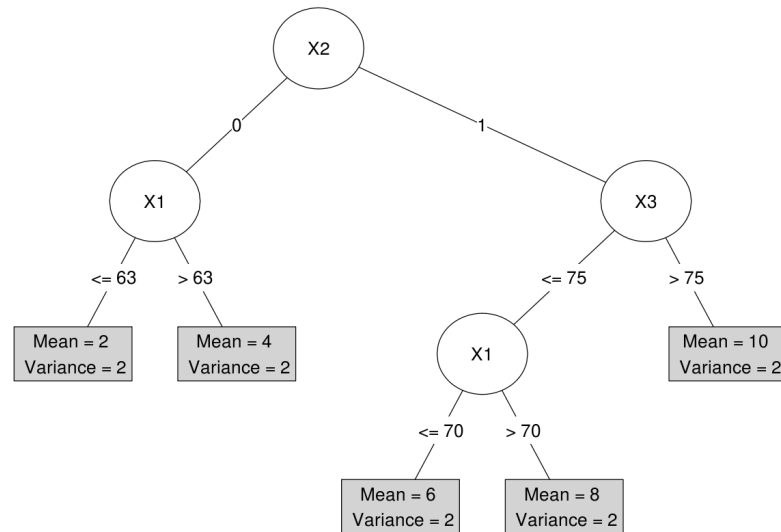 X2
0
1
X1
X3
<= 63
> 63
<= 75
> 75
Mean = 2
Variance = 2
Mean = 4
Variance = 2
X1
Mean = 10
Variance = 2
<= 70
> 70
Mean = 6
Variance = 2
Mean = 8
Variance = 2